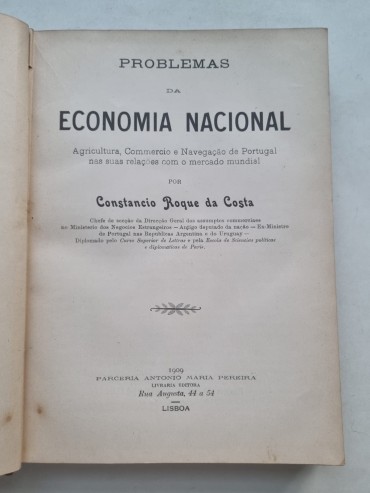 PROBLEMAS
DA
ECONOMIA NACIONAL
Agricultura, Commercio e Navegação de Portugal
nas suas relações com o mercado mundial
POR
Constancio Roque da Costa
Chefe de secção da Direcção Geral dos assumptos commerciaes
no Ministerio dos Negocios Estrangeiros — Antigo deputado da nação — Ex-Ministro
de Portugal nas Republicas Argentina e do Uruguay —
Diplomado pelo Curso Superior de Letras e pela Escola de Sciencias politicas
e diplomaticas de Paris.
1909
PARCERIA ANTONIO MARIA PEREIRA
LIVRARIA EDITORA
Rua Augusta, 44 a 54
LISBOA